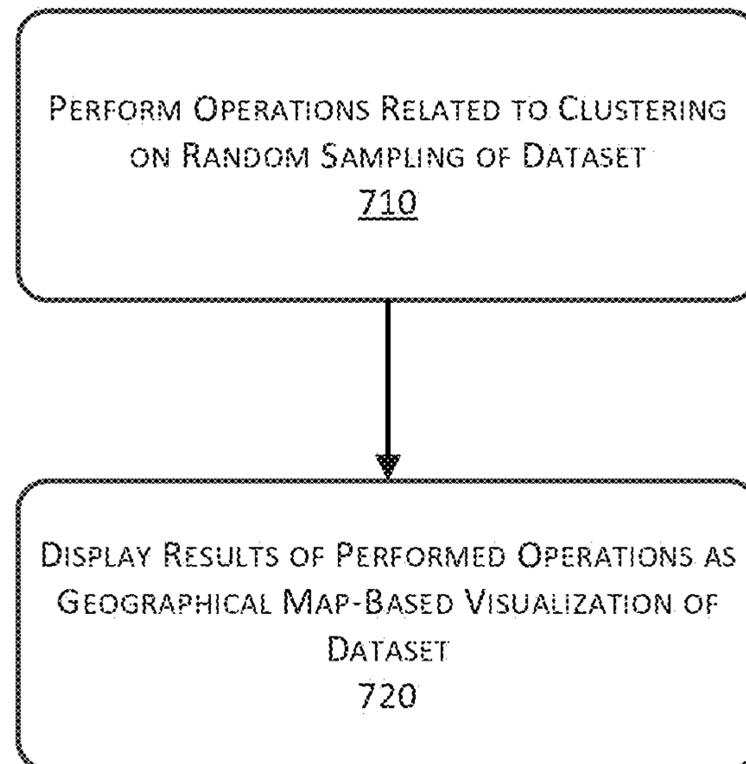 PERFORM OPERATIONS RELATED TO CLUSTERING
ON RANDOM SAMPLING OF DATASET
710
DISPLAY RESULTS OF PERFORMED OPERATIONS AS
GEOGRAPHICAL MAP-BASED VISUALIZATION OF
DATASET
720